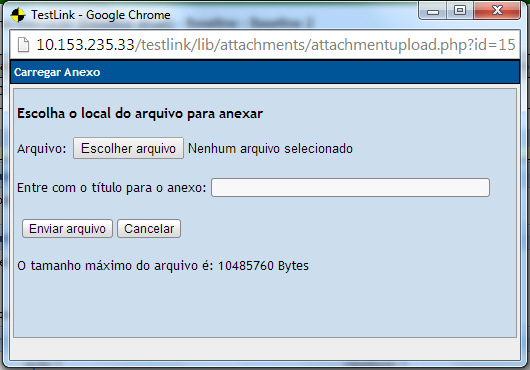 TestLink - Google Chrome
10.153.235.33/testlink/lib/attachments/attachmentupload.php?id=15
Carregar Anexo
Escolha o local do arquivo para anexar
Arquivo: Escolher arquivo Nenhum arquivo selecionado
Entre com o título para o anexo:
Enviar arquivo Cancelar
O tamanho máximo do arquivo é: 10485760 Bytes